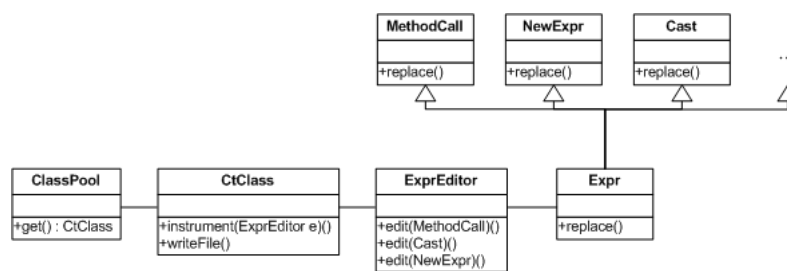 MethodCall
NewExpr
Cast
+replace()
+replace()
+replace()
...
ClassPool
CtClass
ExprEditor
Expr
+get() : CtClass
+instrument(ExprEditor e)()
+writeFile()
+edit(MethodCall)()
+edit(Cast)()
+edit(NewExpr)()
+replace()